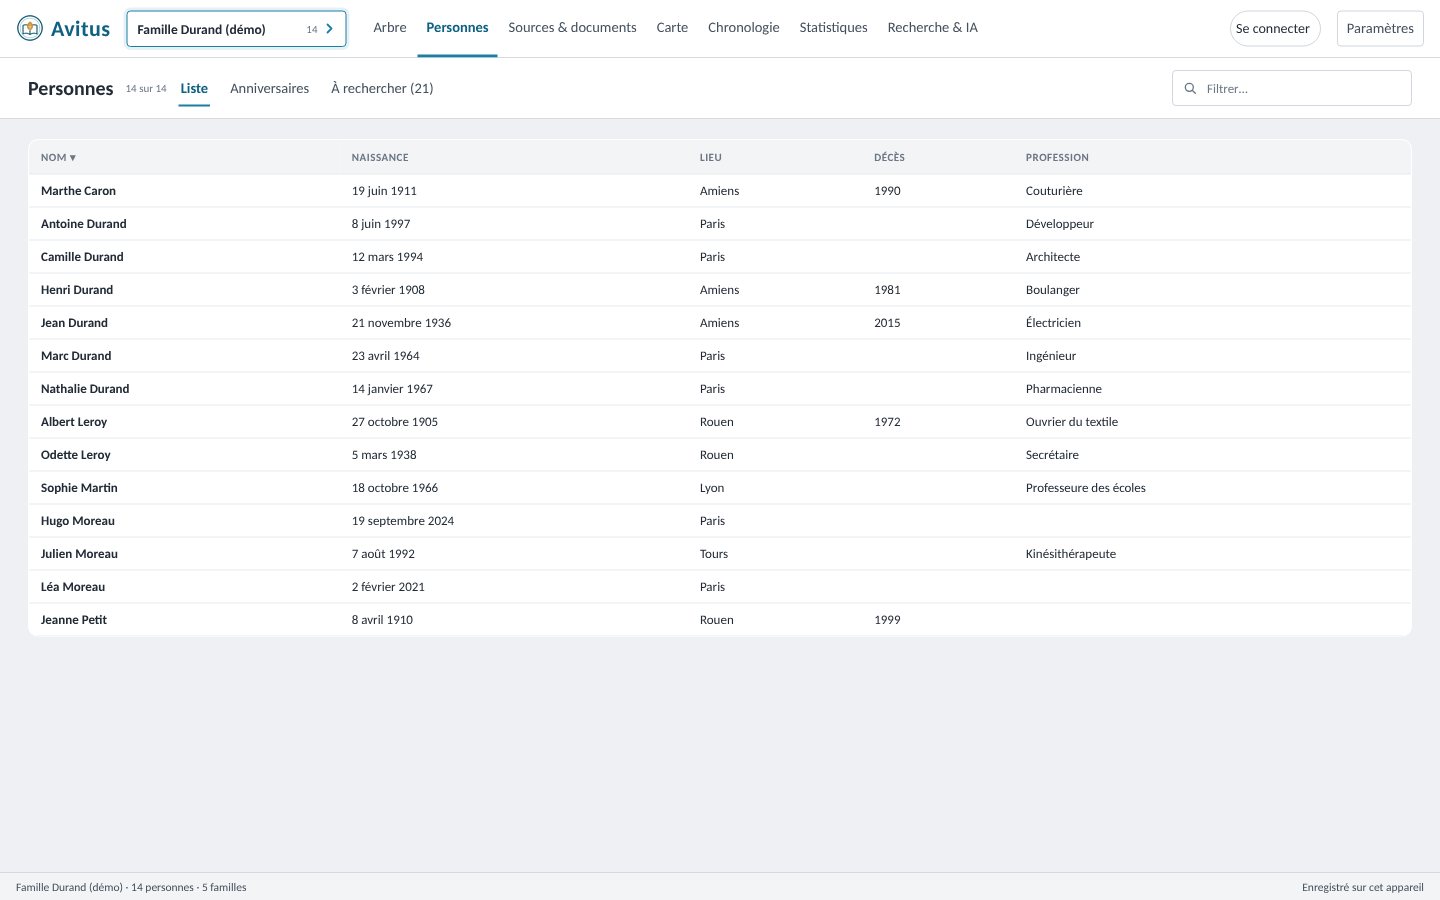 Avitus Famille Durand (démo) 14 Arbre Personnes Sources & documents Carte Chronologie Statistiques Recherche & IA Se connecter Paramètres
Personnes 14 sur 14 Liste Anniversaires À rechercher (21) Filtrer...
NOM ▼ NAISSANCE LIEU DÉCÈS PROFESSION
Marthe Caron 19 juin 1911 Amiens 1990 Couturière
Antoine Durand 8 juin 1997 Paris Développeur
Camille Durand 12 mars 1994 Paris Architecte
Henri Durand 3 février 1908 Amiens 1981 Boulanger
Jean Durand 21 novembre 1936 Amiens 2015 Électricien
Marc Durand 23 avril 1964 Paris Ingénieur
Nathalie Durand 14 janvier 1967 Paris Pharmacienne
Albert Leroy 27 octobre 1905 Rouen 1972 Ouvrier du textile
Odette Leroy 5 mars 1938 Rouen Secrétaire
Sophie Martin 18 octobre 1966 Lyon Professeure des écoles
Hugo Moreau 19 septembre 2024 Paris
Julien Moreau 7 août 1992 Tours Kinésithérapeute
Léa Moreau 2 février 2021 Paris
Jeanne Petit 8 avril 1910 Rouen 1999
Famille Durand (démo) · 14 personnes · 5 familles Enregistré sur cet appareil